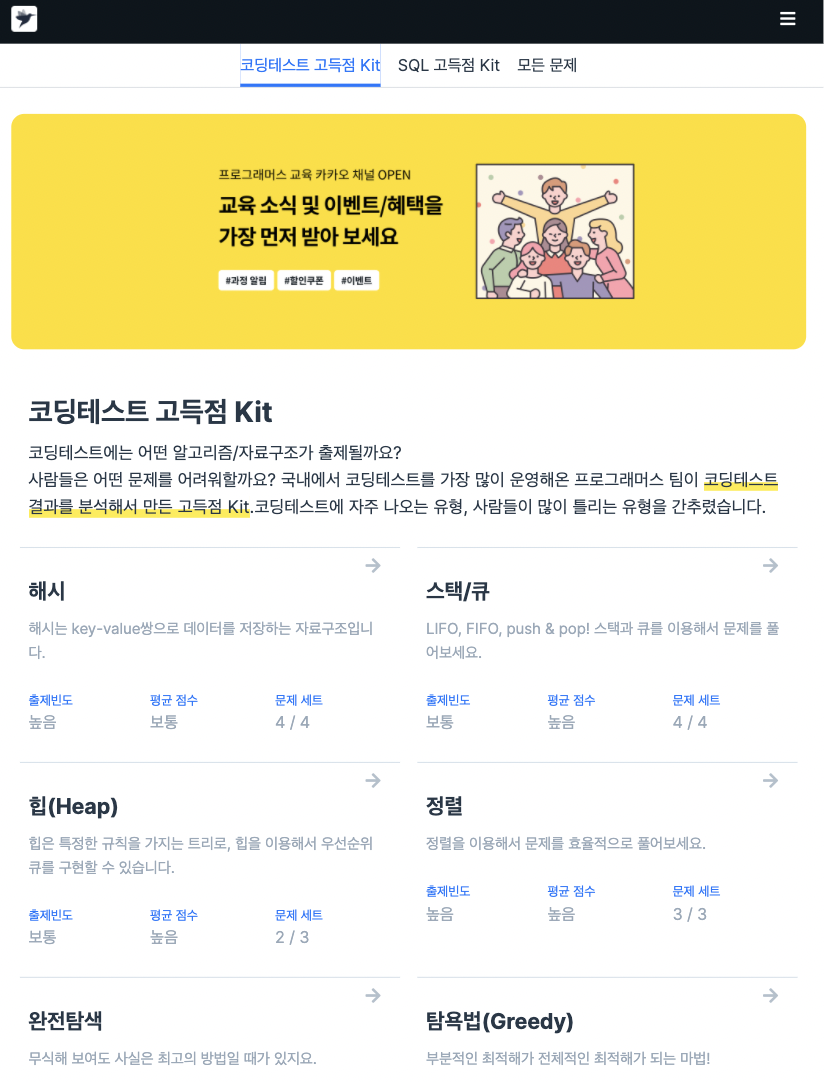 코딩테스트 고득점 Kit SQL 고득점 Kit 모든 문제
프로그래머스 교육 카카오 채널 OPEN
교육 소식 및 이벤트/혜택을
가장 먼저 받아 보세요
#과정 알림 #할인쿠폰 #이벤트
코딩테스트 고득점 Kit
코딩테스트에는 어떤 알고리즘/자료구조가 출제될까요?
사람들은 어떤 문제를 어려워할까요? 국내에서 코딩테스트를 가장 많이 운영해온 프로그래머스 팀이 코딩테스트
결과를 분석해서 만든 고득점 Kit.코딩테스트에 자주 나오는 유형, 사람들이 많이 틀리는 유형을 간추렸습니다.
해시
해시는 key-value쌍으로 데이터를 저장하는 자료구조입니
다.
출제빈도 평균 점수 문제 세트
높음 보통 4 / 4
스택/큐
LIFO, FIFO, push & pop! 스택과 큐를 이용해서 문제를 풀
어보세요.
출제빈도 평균 점수 문제 세트
보통 높음 4 / 4
힙(Heap)
힙은 특정한 규칙을 가지는 트리로, 힙을 이용해서 우선순위
큐를 구현할 수 있습니다.
출제빈도 평균 점수 문제 세트
보통 높음 2 / 3
정렬
정렬을 이용해서 문제를 효율적으로 풀어보세요.
출제빈도 평균 점수 문제 세트
높음 높음 3 / 3
완전탐색
무식해 보여도 사실은 최고의 방법일 때가 있지요.
탐욕법(Greedy)
부분적인 최적해가 전체적인 최적해가 되는 마법!